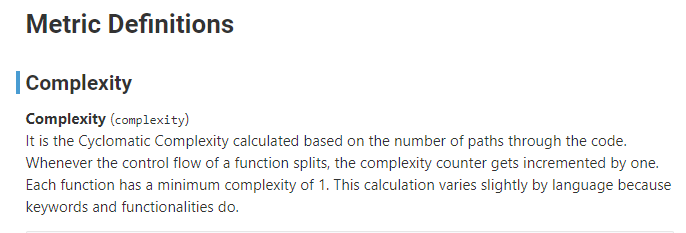 Metric Definitions
Complexity
Complexity (complexity)
It is the Cyclomatic Complexity calculated based on the number of paths through the code.
Whenever the control flow of a function splits, the complexity counter gets incremented by one.
Each function has a minimum complexity of 1. This calculation varies slightly by language because
keywords and functionalities do.